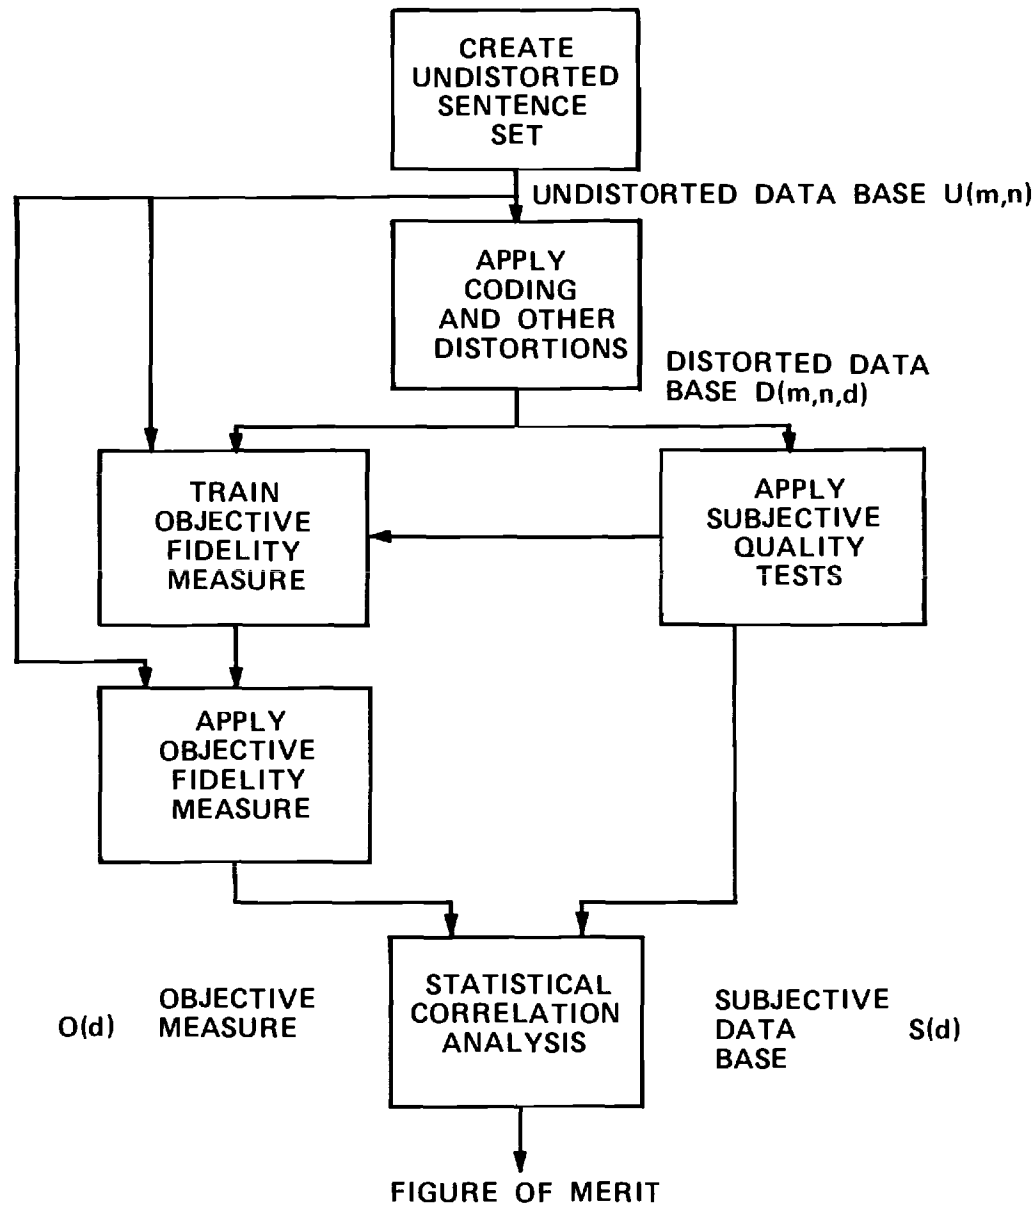 CREATE
UNDISTORTED
SENTENCE
SET
UNDISTORTED DATA BASE U(m,n)
APPLY
CODING
AND OTHER
DISTORTIONS
DISTORTED DATA
BASE D(m,n,d)
TRAIN
OBJECTIVE
FIDELITY
MEASURE
APPLY
SUBJECTIVE
QUALITY
TESTS
APPLY
OBJECTIVE
FIDELITY
MEASURE
O(d)
OBJECTIVE
MEASURE
STATISTICAL
CORRELATION
ANALYSIS
SUBJECTIVE
DATA
BASE
S(d)
FIGURE OF MERIT